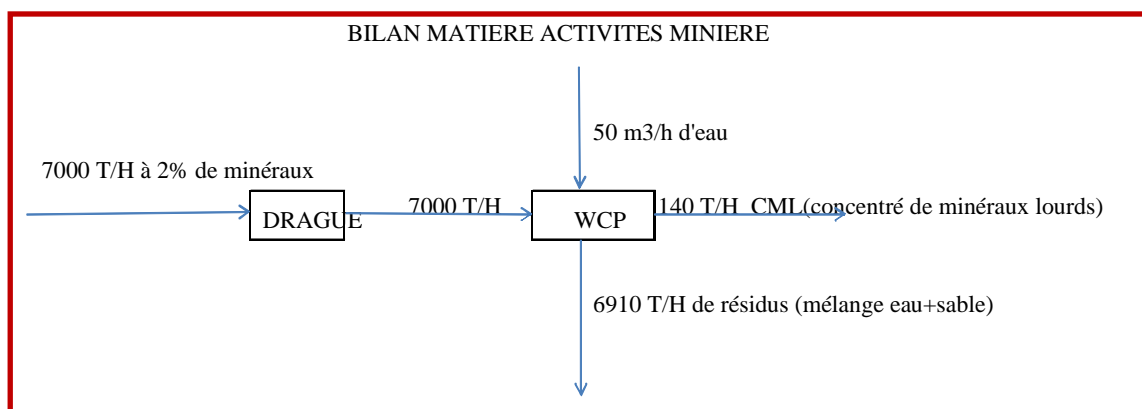 BILAN MATIERE ACTIVITES MINIERE
50 m3/h d'eau
7000 T/H à 2% de minéraux
DRAGUE
7000 T/H
WCP
140 T/H CML(concentré de minéraux lourds)
6910 T/H de résidus (mélange eau+sable)